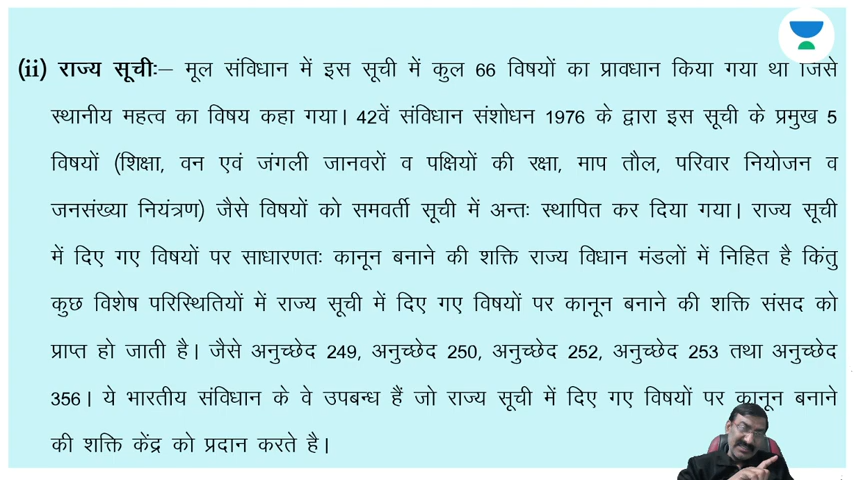 (ii) राज्य सूचीः– मूल संविधान में इस सूची में कुल 66 विषयों का प्रावधान किया गया था जिसे
स्थानीय महत्व का विषय कहा गया। 42वें संविधान संशोधन 1976 के द्वारा इस सूची के प्रमुख 5
विषयों (शिक्षा, वन एवं जंगली जानवरों व पक्षियों की रक्षा, माप तौल, परिवार नियोजन व
जनसंख्या नियंत्रण) जैसे विषयों को समवर्ती सूची में अन्तः स्थापित कर दिया गया। राज्य सूची
में दिए गए विषयों पर साधारणतः कानून बनाने की शक्ति राज्य विधान मंडलों में निहित है किंतु
कुछ विशेष परिस्थितियों में राज्य सूची में दिए गए विषयों पर कानून बनाने की शक्ति संसद को
प्राप्त हो जाती है। जैसे अनुच्छेद 249, अनुच्छेद 250, अनुच्छेद 252, अनुच्छेद 253 तथा अनुच्छेद
356। ये भारतीय संविधान के वे उपबन्ध हैं जो राज्य सूची में दिए गए विषयों पर कानून बनाने
की शक्ति केंद्र को प्रदान करते है।